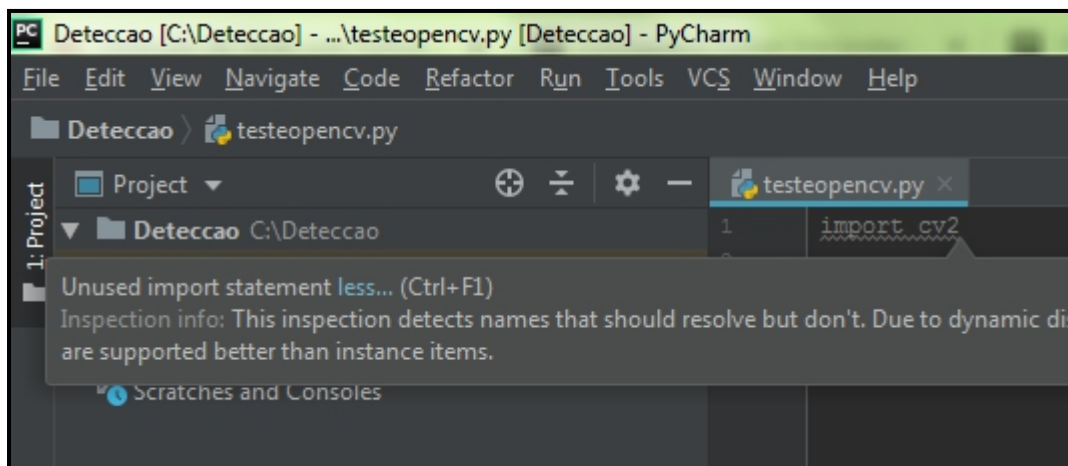 PC Deteccao [C:\Deteccao] - ...\testeopencv.py [Deteccao] - PyCharm
File Edit View Navigate Code Refactor Run Tools VCS Window Help
Deteccao testeopencv.py
1: Project
Project testeopencv.py
Deteccao C:\Deteccao 1 import cv2
Unused import statement less... (Ctrl+F1)
Inspection info: This inspection detects names that should resolve but don't. Due to dynamic
are supported better than instance items.
Scratches and Consoles